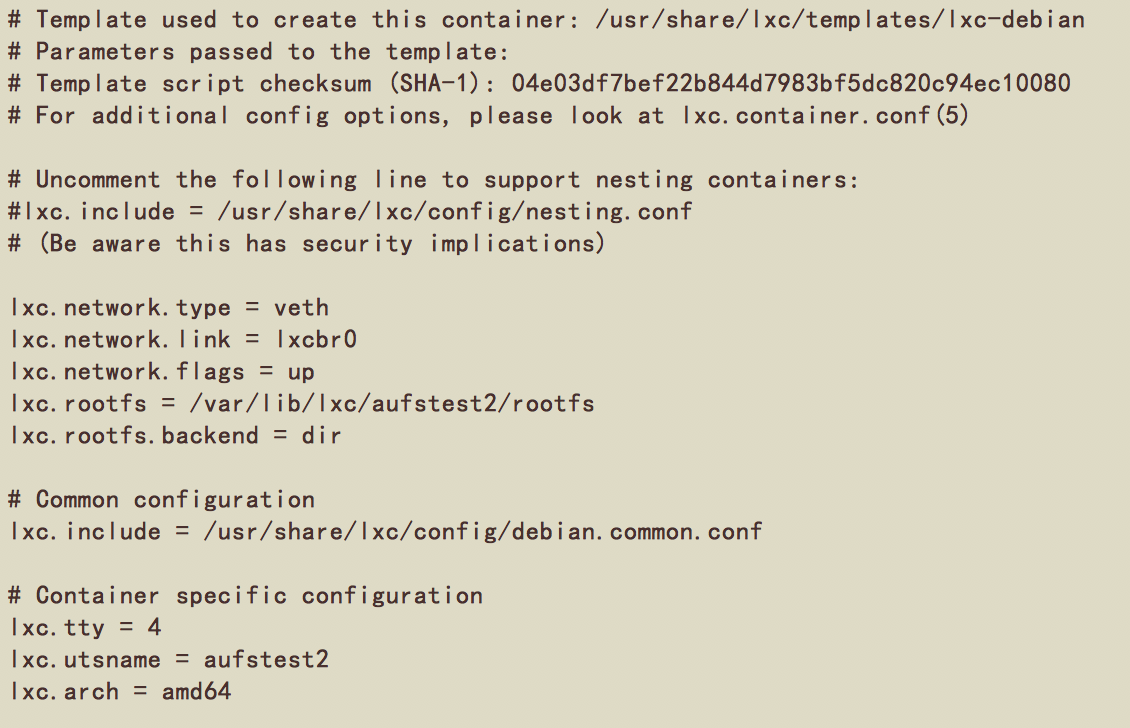 # Template used to create this container: /usr/share/lxc/templates/lxc-debian
# Parameters passed to the template:
# Template script checksum (SHA-1): 04e03df7bef22b844d7983bf5dc820c94ec10080
# For additional config options, please look at lxc.container.conf(5)
# Uncomment the following line to support nesting containers:
#lxc.include = /usr/share/lxc/config/nesting.conf
# (Be aware this has security implications)
lxc.network.type = veth
lxc.network.link = lxcbr0
lxc.network.flags = up
lxc.rootfs = /var/lib/lxc/aufstest2/rootfs
lxc.rootfs.backend = dir
# Common configuration
lxc.include = /usr/share/lxc/config/debian.common.conf
# Container specific configuration
lxc.tty = 4
lxc.utsname = aufstest2
lxc.arch = amd64